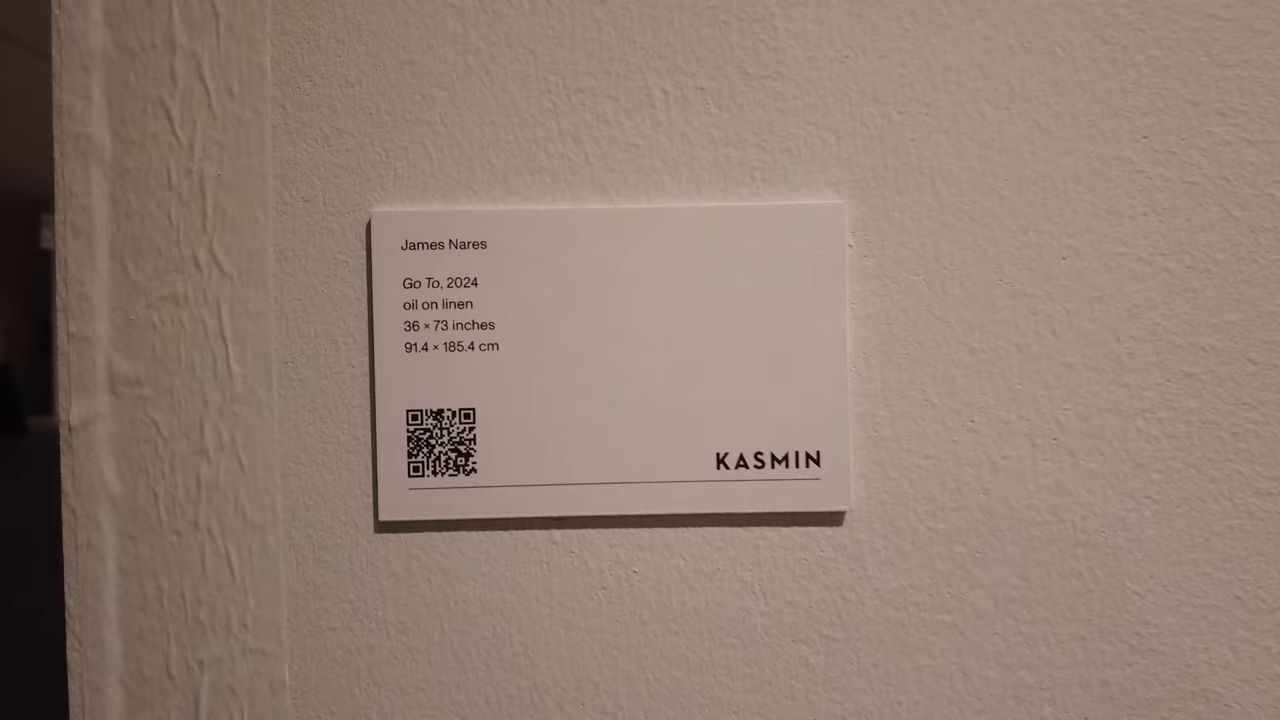 James Nares
Go To, 2024
oil on linen
36 × 73 inches
91.4 × 185.4 cm
KASMIN